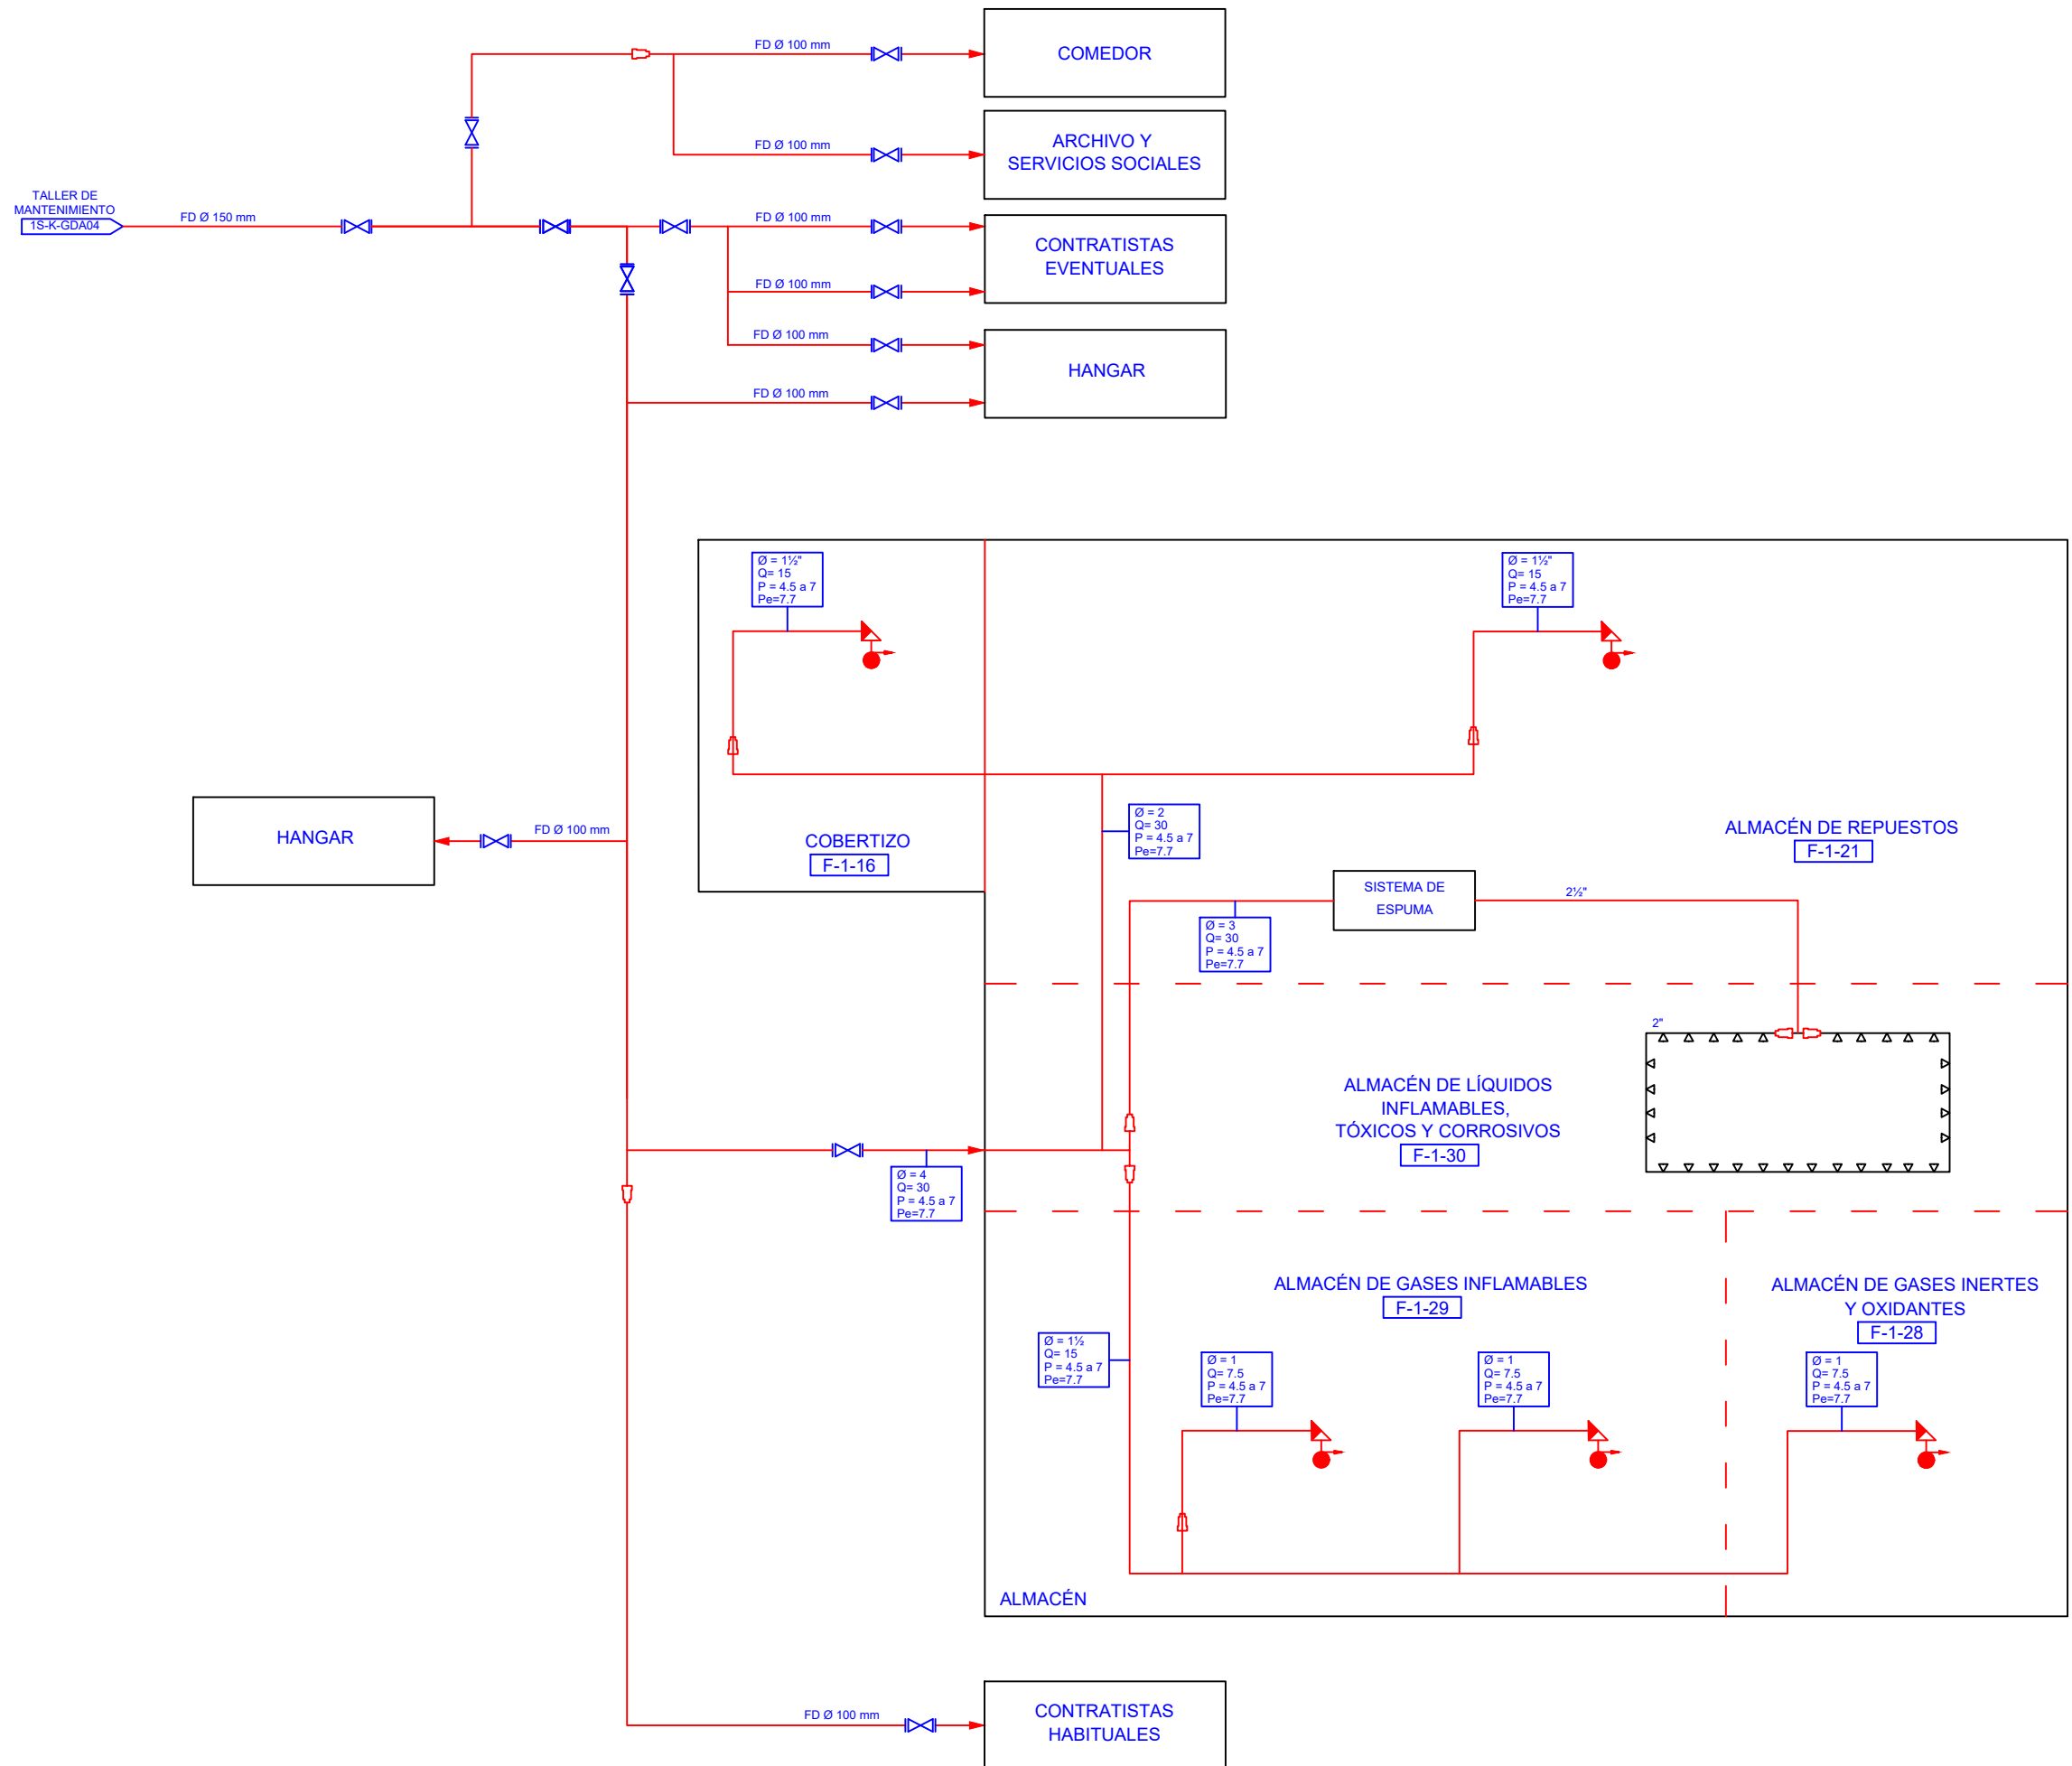 FD Ø 100 mm
COMEDOR
FD Ø 100 mm
ARCHIVO Y
SERVICIOS SOCIALES
TALLER DE
MANTENIMIENTO
1S-K-GDA04
FD Ø 150 mm
FD Ø 100 mm
CONTRATISTAS
EVENTUALES
FD Ø 100 mm
FD Ø 100 mm
HANGAR
FD Ø 100 mm
Ø = 1½"
Q= 15
P = 4.5 a 7
Pe=7.7
Ø = 1½"
Q= 15
P = 4.5 a 7
Pe=7.7
HANGAR
FD Ø 100 mm
COBERTIZO
F-1-16
Ø = 2
Q= 30
P = 4.5 a 7
Pe=7.7
ALMACÉN DE REPUESTOS
F-1-21
SISTEMA DE
ESPUMA
2½"
Ø = 3
Q= 30
P = 4.5 a 7
Pe=7.7
2"
ALMACÉN DE LÍQUIDOS
INFLAMABLES,
TÓXICOS Y CORROSIVOS
F-1-30
Ø = 4
Q= 30
P = 4.5 a 7
Pe=7.7
ALMACÉN DE GASES INFLAMABLES
F-1-29
ALMACÉN DE GASES INERTES
Y OXIDANTES
F-1-28
Ø = 1½
Q= 15
P = 4.5 a 7
Pe=7.7
Ø = 1
Q= 7.5
P = 4.5 a 7
Pe=7.7
Ø = 1
Q= 7.5
P = 4.5 a 7
Pe=7.7
Ø = 1
Q= 7.5
P = 4.5 a 7
Pe=7.7
ALMACÉN
FD Ø 100 mm
CONTRATISTAS
HABITUALES